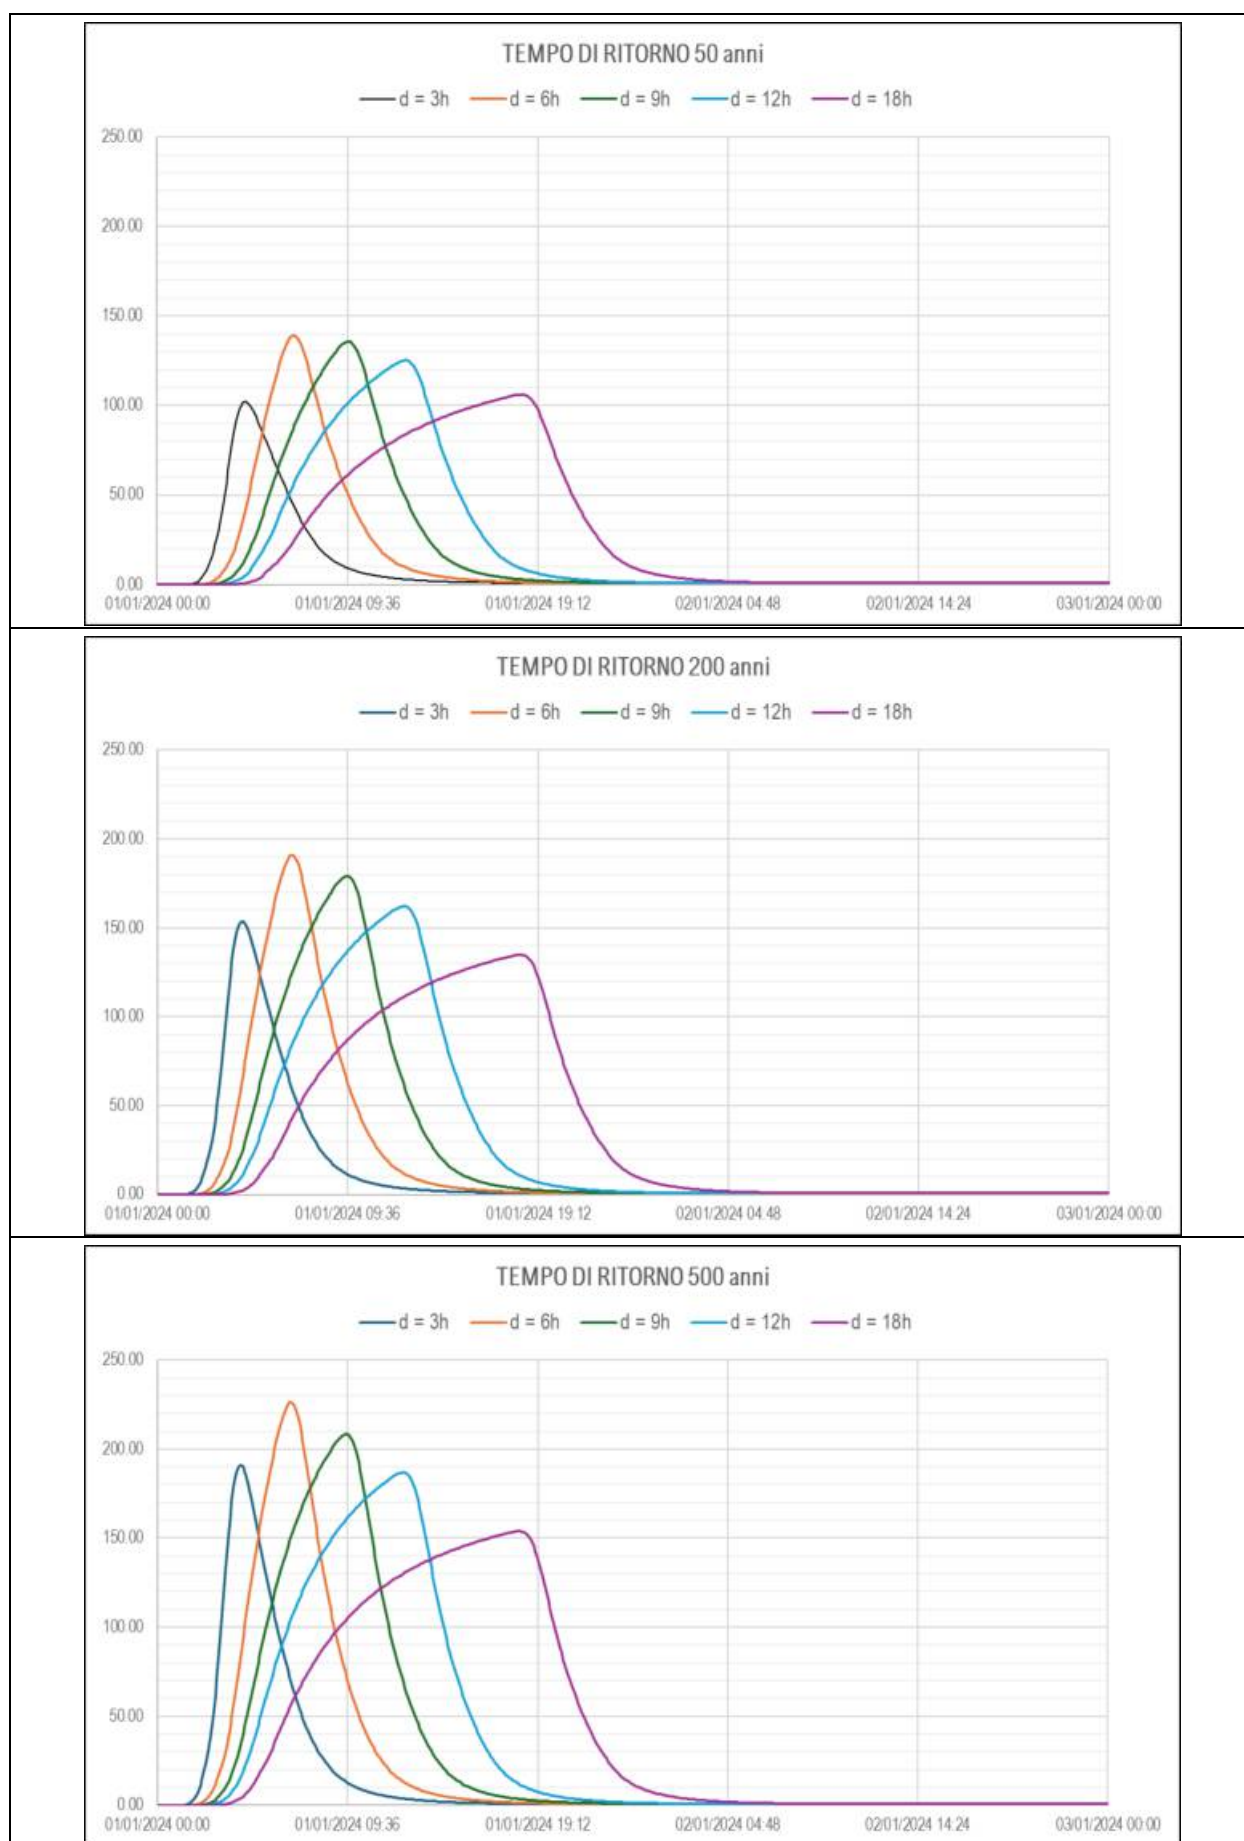 TEMPO DI RITORNO 50 anni
d = 3h d = 6h d = 9h d = 12h d = 18h
250.00
200.00
150.00
100.00
50.00
0.00
01/01/2024 00.00 01/01/2024 09.36 01/01/2024 19.12 02/01/2024 04.48 02/01/2024 14.24 03/01/2024 00.00
TEMPO DI RITORNO 200 anni
d = 3h d = 6h d = 9h d = 12h d = 18h
250.00
200.00
150.00
100.00
50.00
0.00
01/01/2024 00.00 01/01/2024 09.36 01/01/2024 19.12 02/01/2024 04.48 02/01/2024 14.24 03/01/2024 00.00
TEMPO DI RITORNO 500 anni
d = 3h d = 6h d = 9h d = 12h d = 18h
250.00
200.00
150.00
100.00
50.00
0.00
01/01/2024 00.00 01/01/2024 09.36 01/01/2024 19.12 02/01/2024 04.48 02/01/2024 14.24 03/01/2024 00.00